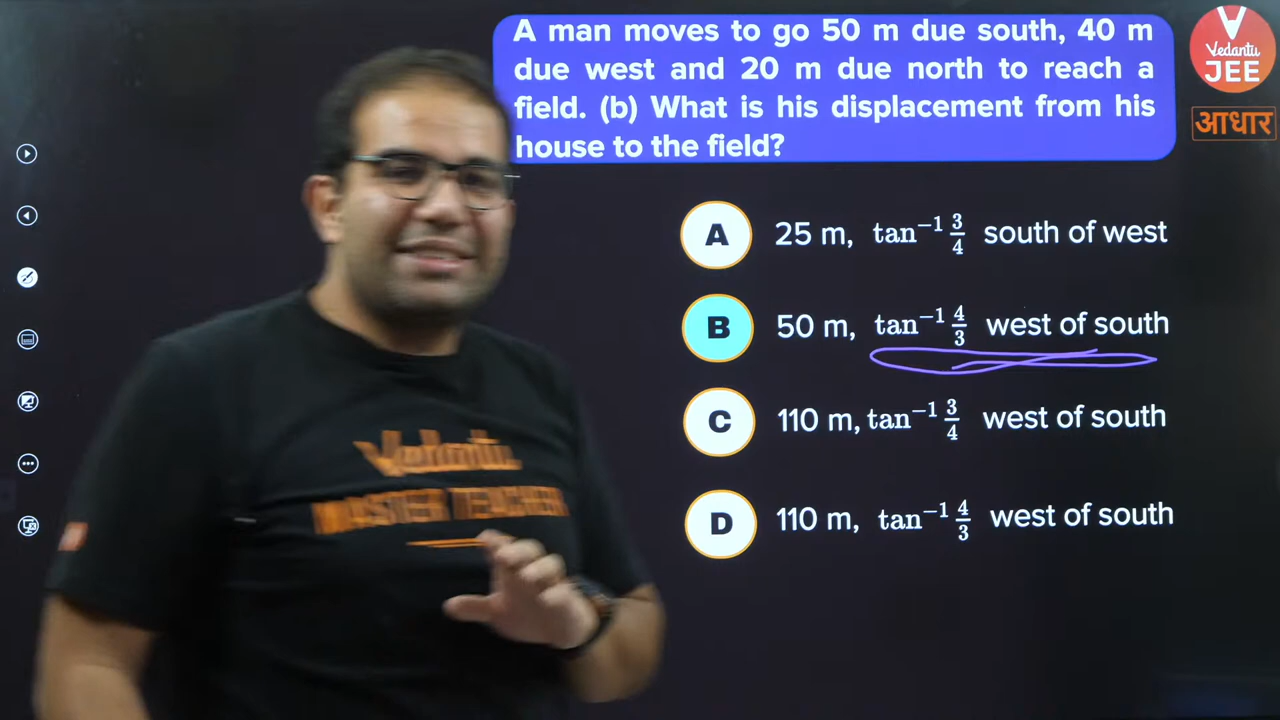 A man moves to go 50 m due south, 40 m
due west and 20 m due north to reach a
field. (b) What is his displacement from his
house to the field?
Vedantu
JEE
आधार
A 25 m, tan⁻¹ 3/4 south of west
B 50 m, tan⁻¹ 4/3 west of south
C 110 m, tan⁻¹ 3/4 west of south
D 110 m, tan⁻¹ 4/3 west of south
Vedantu
MASTER TEACHER